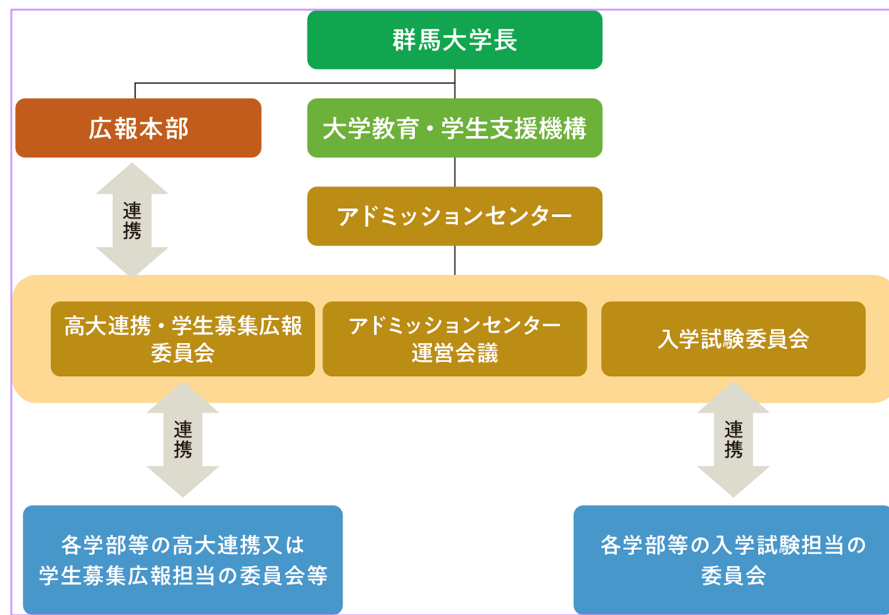 群馬大学長
広報本部
大学教育・学生支援機構
連携
アドミッションセンター
高大連携・学生募集広報
委員会
アドミッションセンター
運営会議
入学試験委員会
連携
連携
各学部等の高大連携又は
学生募集広報担当の委員会等
各学部等の入学試験担当の
委員会